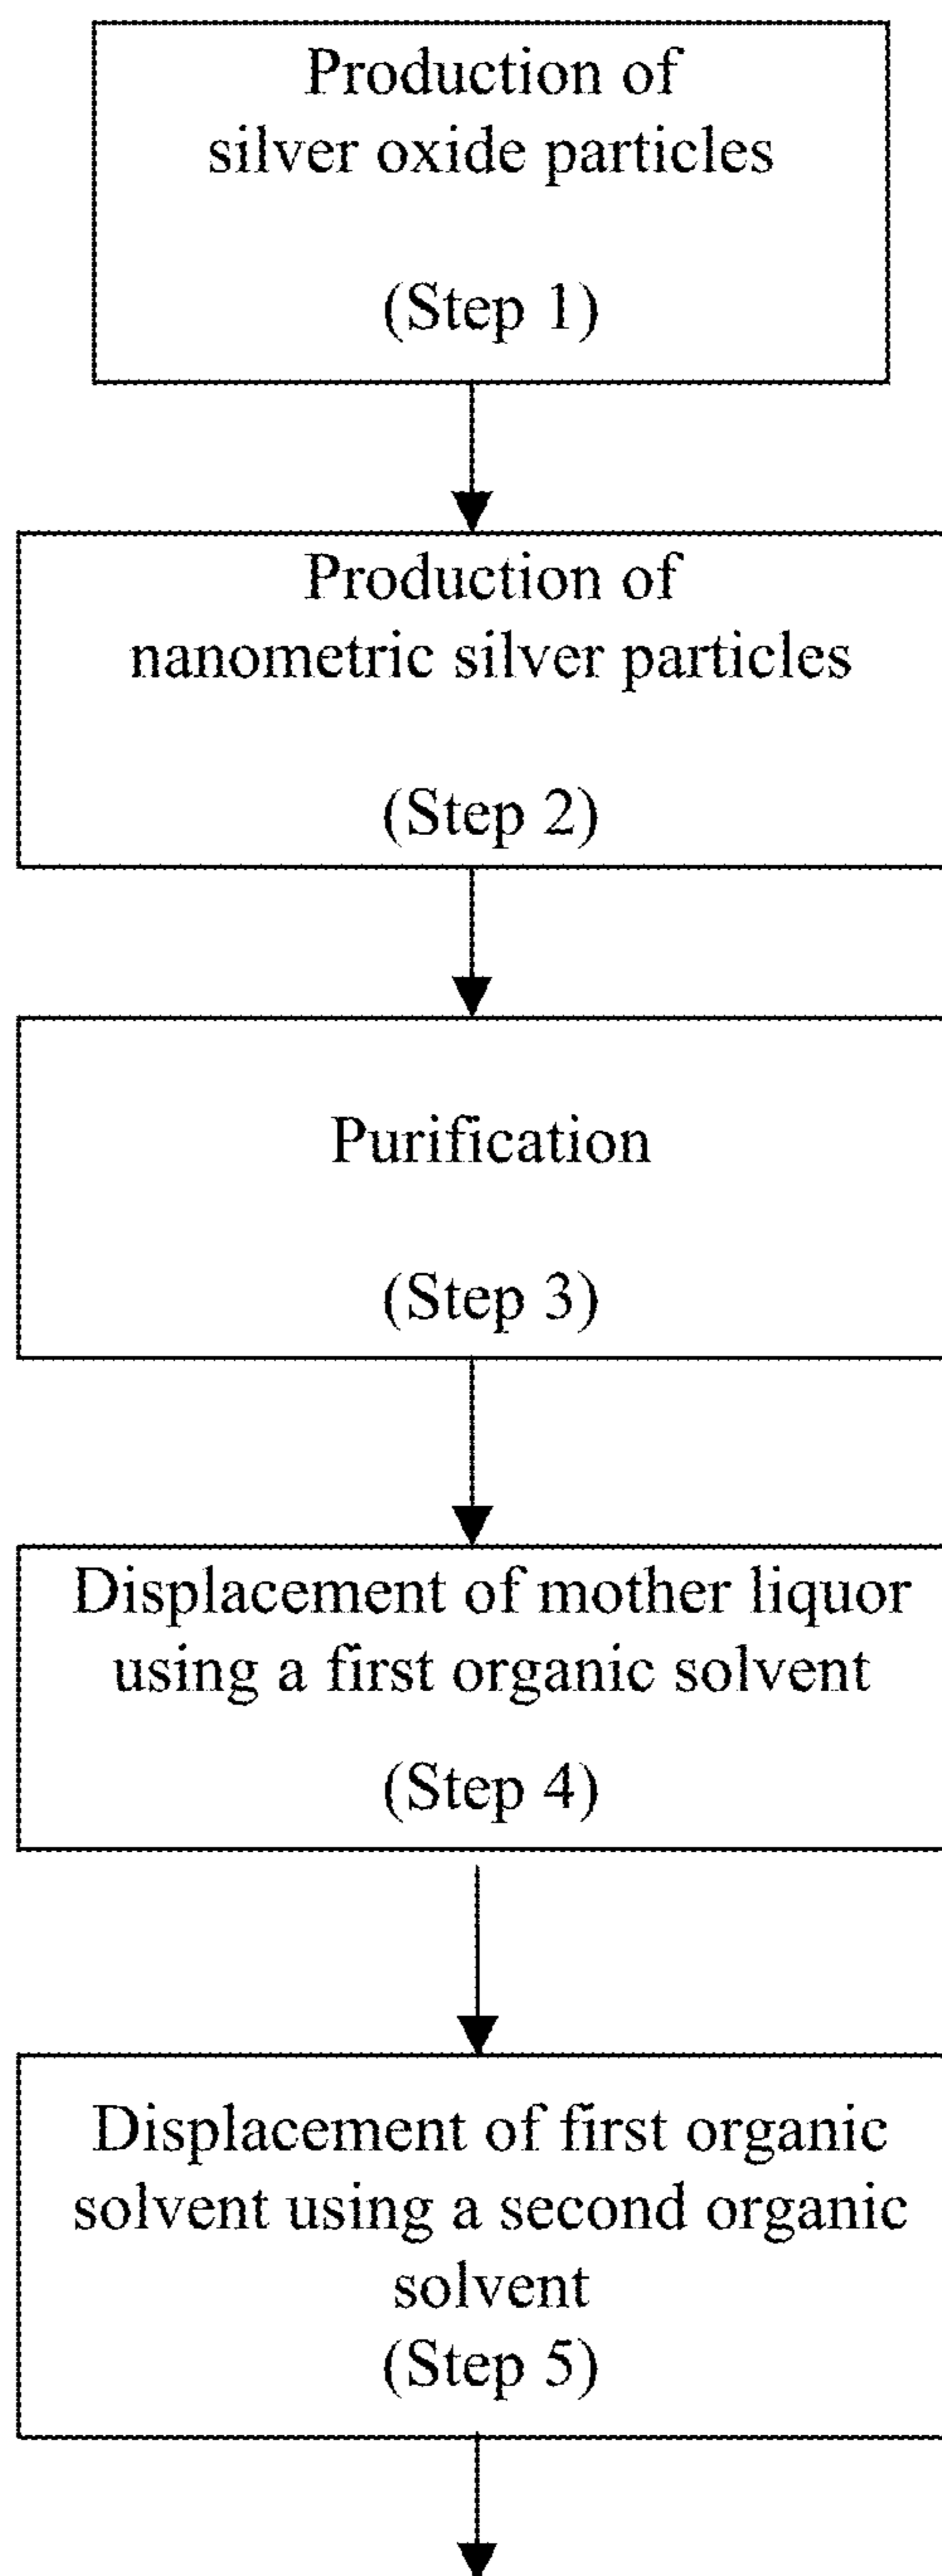 Production of
silver oxide particles
(Step 1)
Production of
nanometric silver particles
(Step 2)
Purification
(Step 3)
Displacement of mother liquor
using a first organic solvent
(Step 4)
Displacement of first organic
solvent using a second organic
solvent
(Step 5)